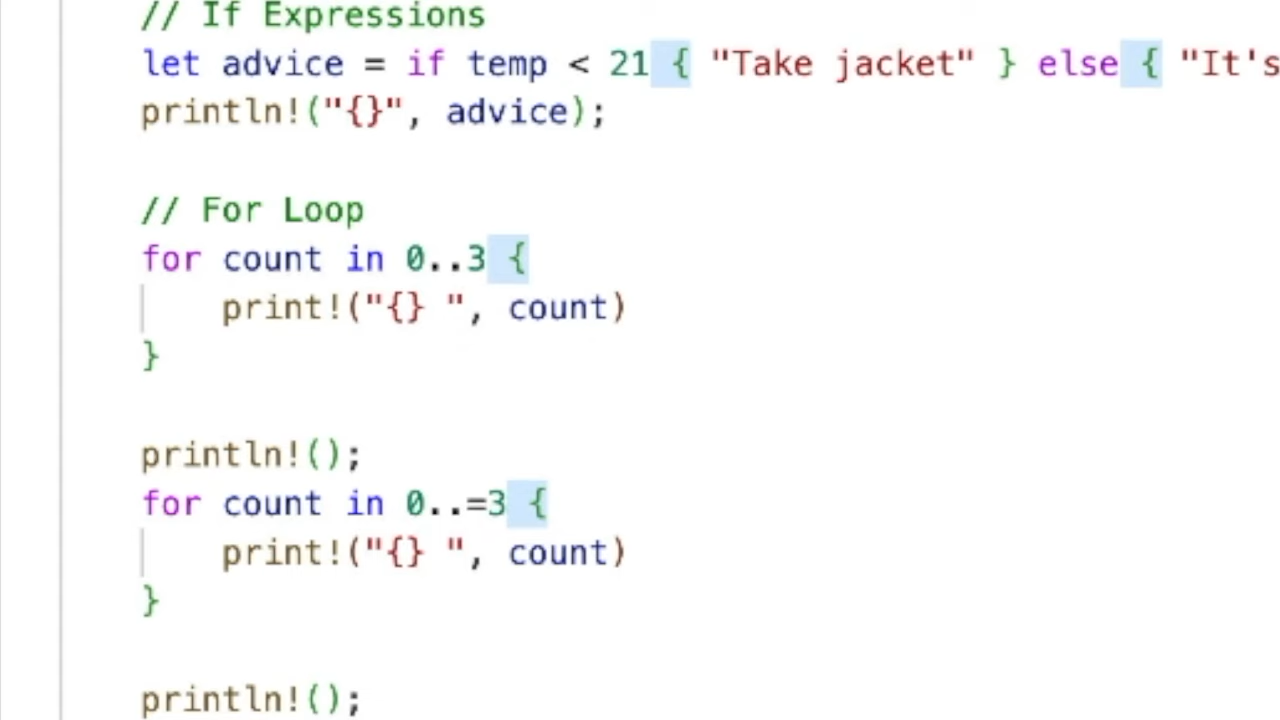 // If Expressions
let advice = if temp < 21 { "Take jacket" } else { "It's
println!("{}", advice);
// For Loop
for count in 0..3 {
    print!("{} ", count)
}
println!();
for count in 0..=3 {
    print!("{} ", count)
}
println!();